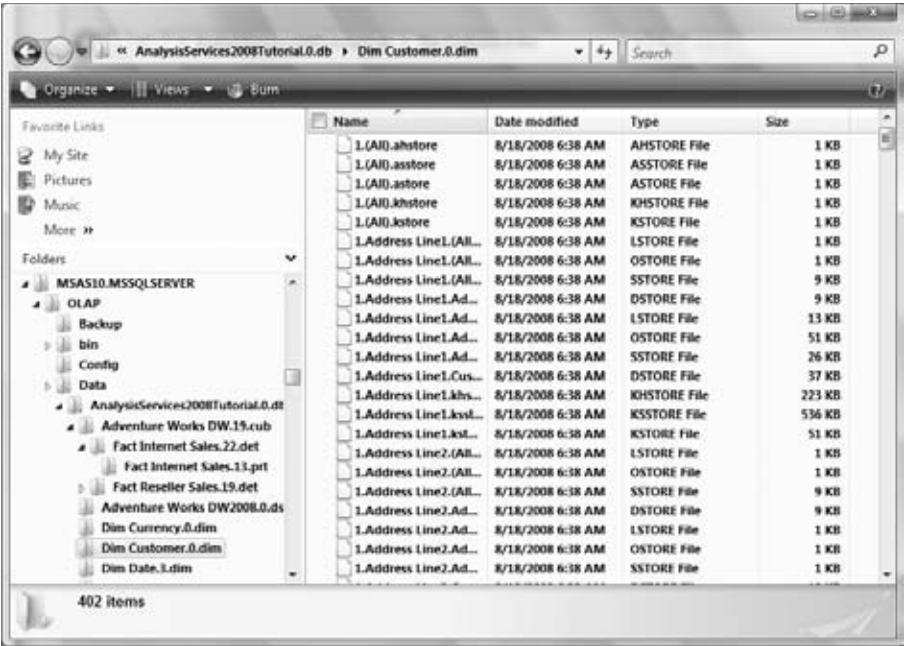 « AnalysisServices2008Tutorial.0.db ▸ Dim Customer.0.dim Search
Organize Views Burn
Favorite Links
My Site
Pictures
Music
More »
Folders
MSAS10.MSSQLSERVER
OLAP
Backup
bin
Config
Data
AnalysisServices2008Tutorial.0.db
Adventure Works DW.19.cub
Fact Internet Sales.22.det
Fact Internet Sales.13.prt
Fact Reseller Sales.19.det
Adventure Works DW2008.0.ds
Dim Currency.0.dim
Dim Customer.0.dim
Dim Date.3.dim
Name Date modified Type Size
1.(All).ahstore 8/18/2008 6:38 AM AHSTORE File 1 KB
1.(All).asstore 8/18/2008 6:38 AM ASSTORE File 1 KB
1.(All).astore 8/18/2008 6:38 AM ASTORE File 1 KB
1.(All).khstore 8/18/2008 6:38 AM KHSTORE File 1 KB
1.(All).kstore 8/18/2008 6:38 AM KSTORE File 1 KB
1.Address Line1.(All... 8/18/2008 6:38 AM LSTORE File 1 KB
1.Address Line1.(All... 8/18/2008 6:38 AM OSTORE File 1 KB
1.Address Line1.(All... 8/18/2008 6:38 AM SSTORE File 9 KB
1.Address Line1.Ad... 8/18/2008 6:38 AM DSTORE File 9 KB
1.Address Line1.Ad... 8/18/2008 6:38 AM LSTORE File 13 KB
1.Address Line1.Ad... 8/18/2008 6:38 AM OSTORE File 51 KB
1.Address Line1.Ad... 8/18/2008 6:38 AM SSTORE File 26 KB
1.Address Line1.Cus... 8/18/2008 6:38 AM DSTORE File 37 KB
1.Address Line1.khs... 8/18/2008 6:38 AM KHSTORE File 223 KB
1.Address Line1.ksst... 8/18/2008 6:38 AM KSSTORE File 536 KB
1.Address Line1.kst... 8/18/2008 6:38 AM KSTORE File 51 KB
1.Address Line2.(All... 8/18/2008 6:38 AM LSTORE File 1 KB
1.Address Line2.(All... 8/18/2008 6:38 AM OSTORE File 1 KB
1.Address Line2.(All... 8/18/2008 6:38 AM SSTORE File 9 KB
1.Address Line2.Ad... 8/18/2008 6:38 AM DSTORE File 9 KB
1.Address Line2.Ad... 8/18/2008 6:38 AM LSTORE File 1 KB
1.Address Line2.Ad... 8/18/2008 6:38 AM OSTORE File 1 KB
1.Address Line2.Ad... 8/18/2008 6:38 AM SSTORE File 1 KB
402 items